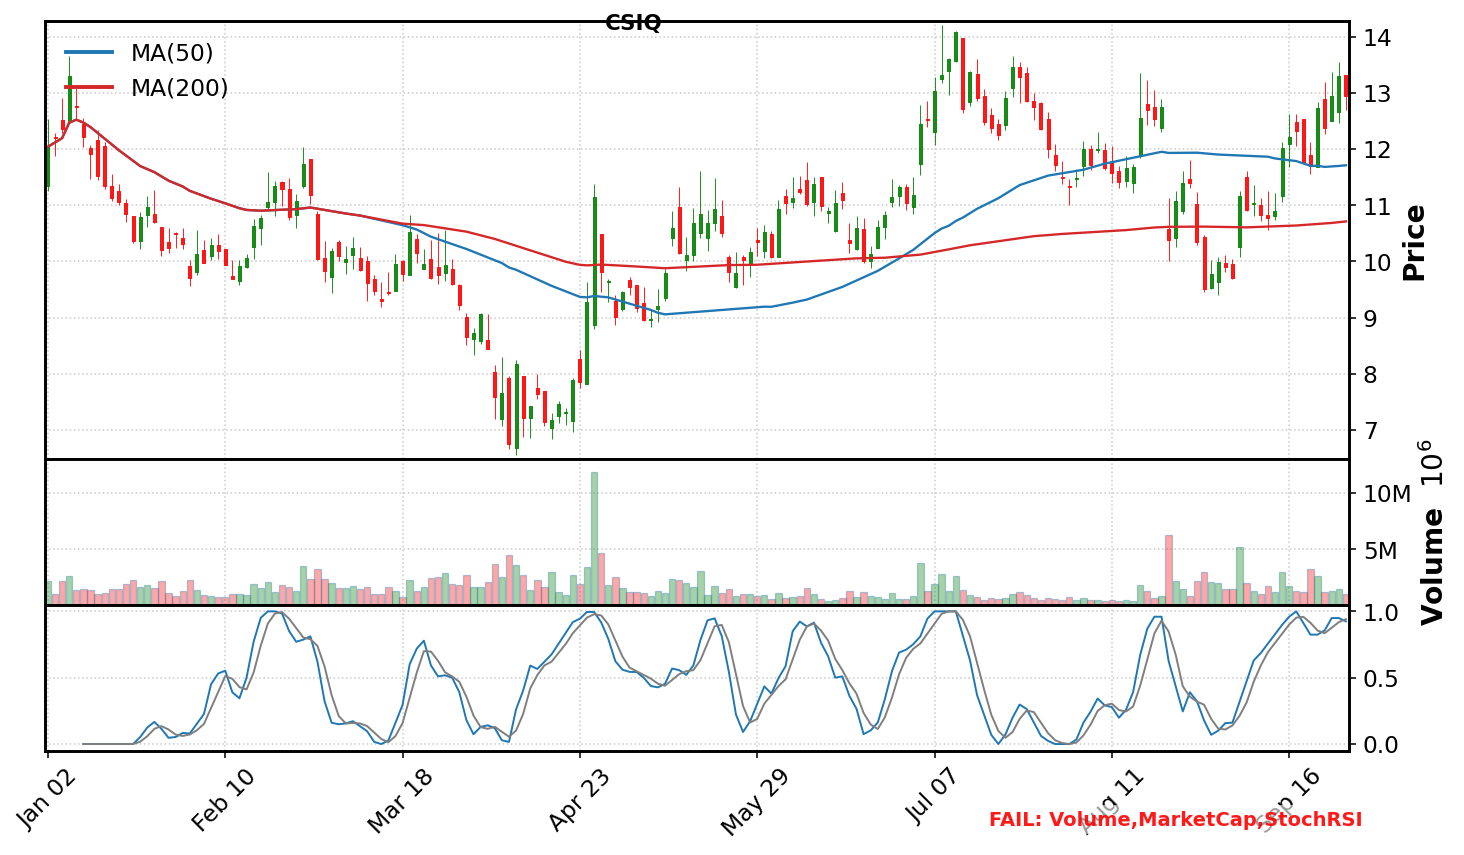 CSIQ
MA(50)
MA(200)
14
13
12
11
10
9
8
7
Price
10M
5M
Volume 10^6
1.0
0.5
0.0
Jan 02
Feb 10
Mar 18
Apr 23
May 29
Jul 07
Aug 11
Sep 16
FAIL: Volume,MarketCap,StochRSI